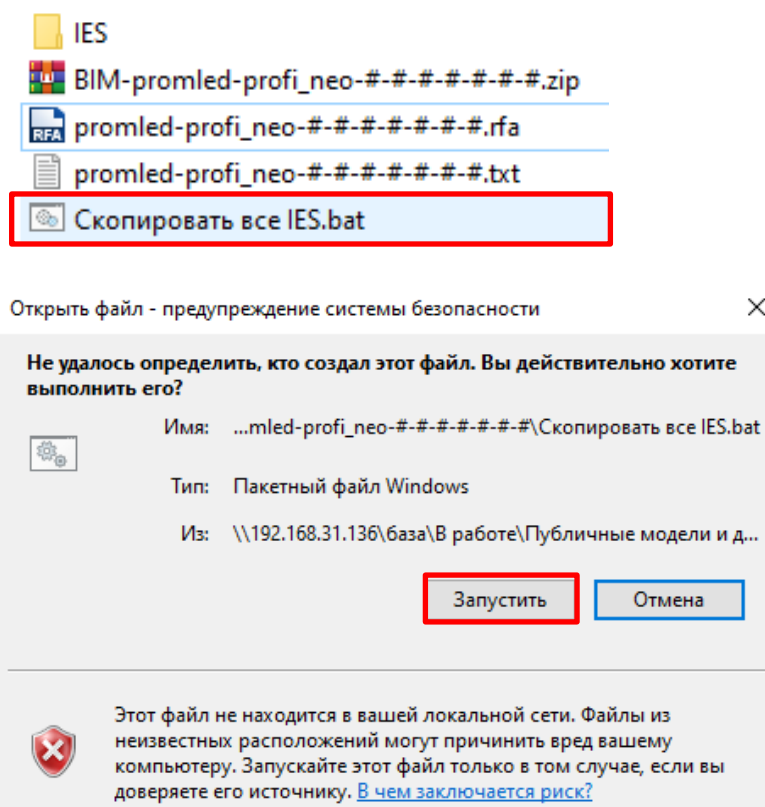 IES
BIM-promled-profi_neo-#-#-#-#-#-#-#.zip
RFA promled-profi_neo-#-#-#-#-#-#-#.rfa
promled-profi_neo-#-#-#-#-#-#-#.txt
Скопировать все IES.bat
Открыть файл - предупреждение системы безопасности
Не удалось определить, кто создал этот файл. Вы действительно хотите
выполнить его?
Имя: ...mled-profi_neo-#-#-#-#-#-#-#\Скопировать все IES.bat
Тип: Пакетный файл Windows
Из: \\192.168.31.136\база\В работе\Публичные модели и д...
Запустить Отмена
Этот файл не находится в вашей локальной сети. Файлы из
неизвестных расположений могут причинить вред вашему
компьютеру. Запускайте этот файл только в том случае, если вы
доверяете его источнику. В чем заключается риск?